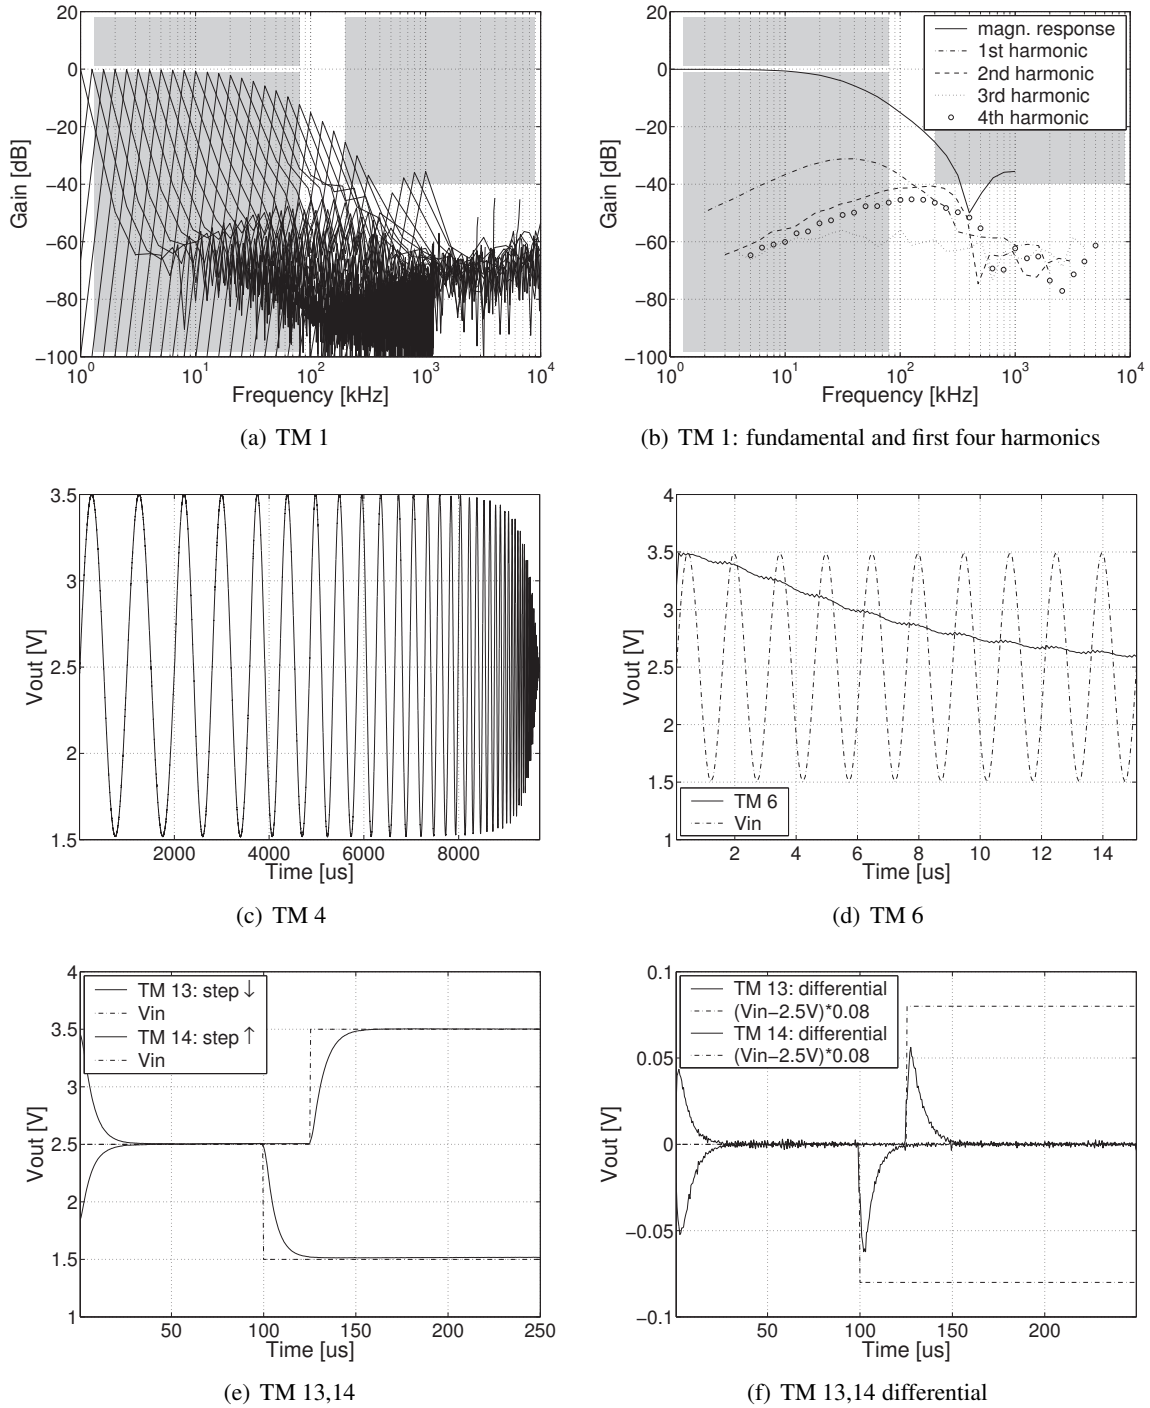 20
0
−20
−40
−60
−80
−100
Gain [dB]
10^0
10^1
10^2
10^3
10^4
Frequency [kHz]
(a) TM 1
20
0
−20
−40
−60
−80
−100
Gain [dB]
magn. response
1st harmonic
2nd harmonic
3rd harmonic
4th harmonic
10^0
10^1
10^2
10^3
10^4
Frequency [kHz]
(b) TM 1: fundamental and first four harmonics
3.5
3
2.5
2
1.5
Vout [V]
2000
4000
6000
8000
Time [us]
(c) TM 4
4
3.5
3
2.5
2
1.5
1
Vout [V]
TM 6
Vin
2
4
6
8
10
12
14
Time [us]
(d) TM 6
4
3.5
3
2.5
2
1.5
1
Vout [V]
TM 13: step ↓
Vin
TM 14: step ↑
Vin
50
100
150
200
250
Time [us]
(e) TM 13,14
0.1
0.05
0
−0.05
−0.1
Vout [V]
TM 13: differential
(Vin−2.5V)*0.08
TM 14: differential
(Vin−2.5V)*0.08
50
100
150
200
Time [us]
(f) TM 13,14 differential